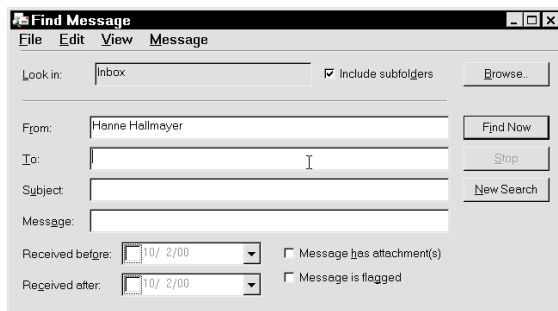 Find Message
File Edit View Message
Look in: Inbox Include subfolders Browse..
From: Hanne Hallmayer Find Now
To: Stop
Subject: New Search
Message:
Received before: 10/ 2/00 Message has attachment(s)
Received after: 10/ 2/00 Message is flagged